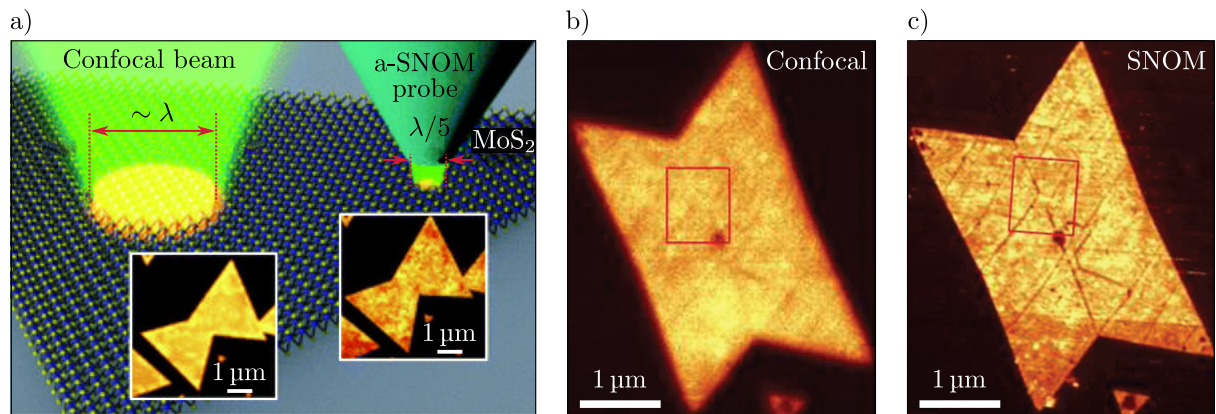 a)
Confocal beam
a-SNOM
probe
~ λ
λ/5
MoS₂
1 μm
1 μm
b)
Confocal
1 μm
c)
SNOM
1 μm